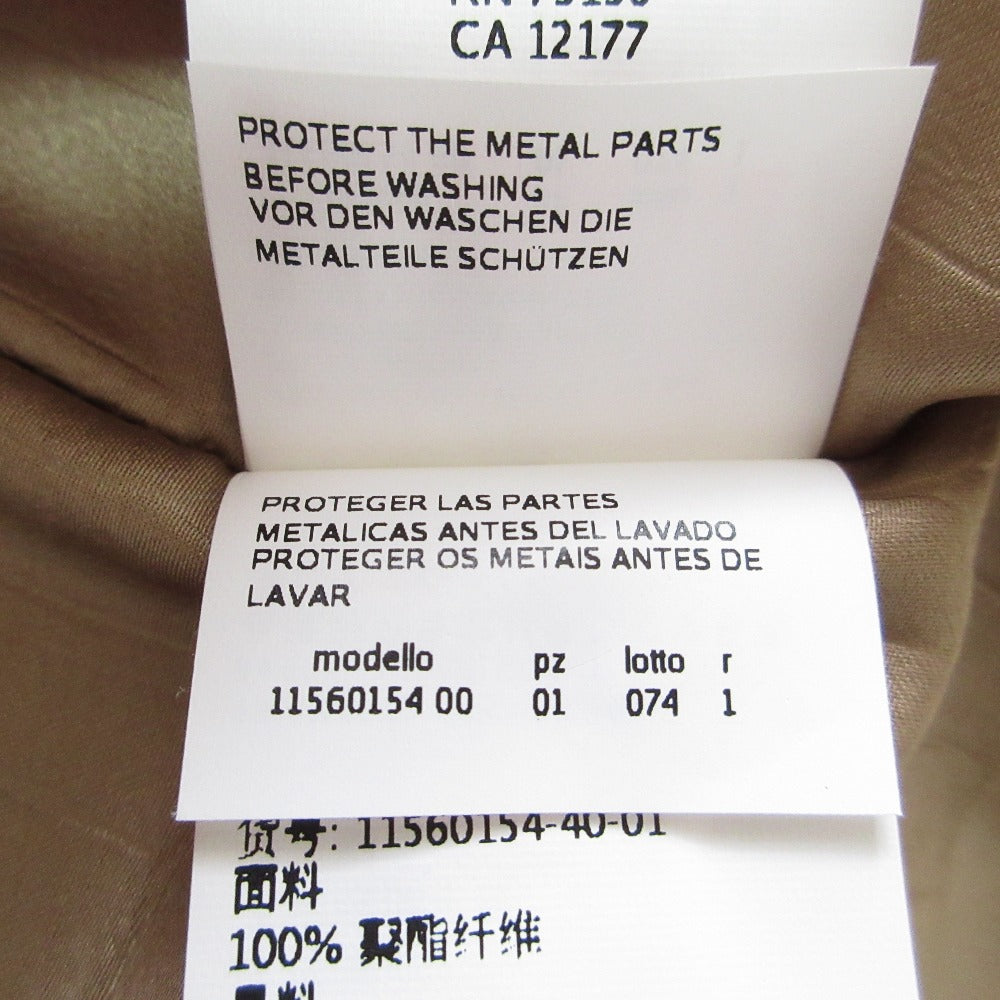 CA 12177
PROTECT THE METAL PARTS
BEFORE WASHING
VOR DEN WASCHEN DIE
METALTEILE SCHÜTZEN
PROTEGER LAS PARTES
METALICAS ANTES DEL LAVADO
PROTEGER OS METAIS ANTES DE
LAVAR
modello pz lotto r
11560154 00 01 074 1
货号: 11560154-40-01
面料
100% 聚酯纤维